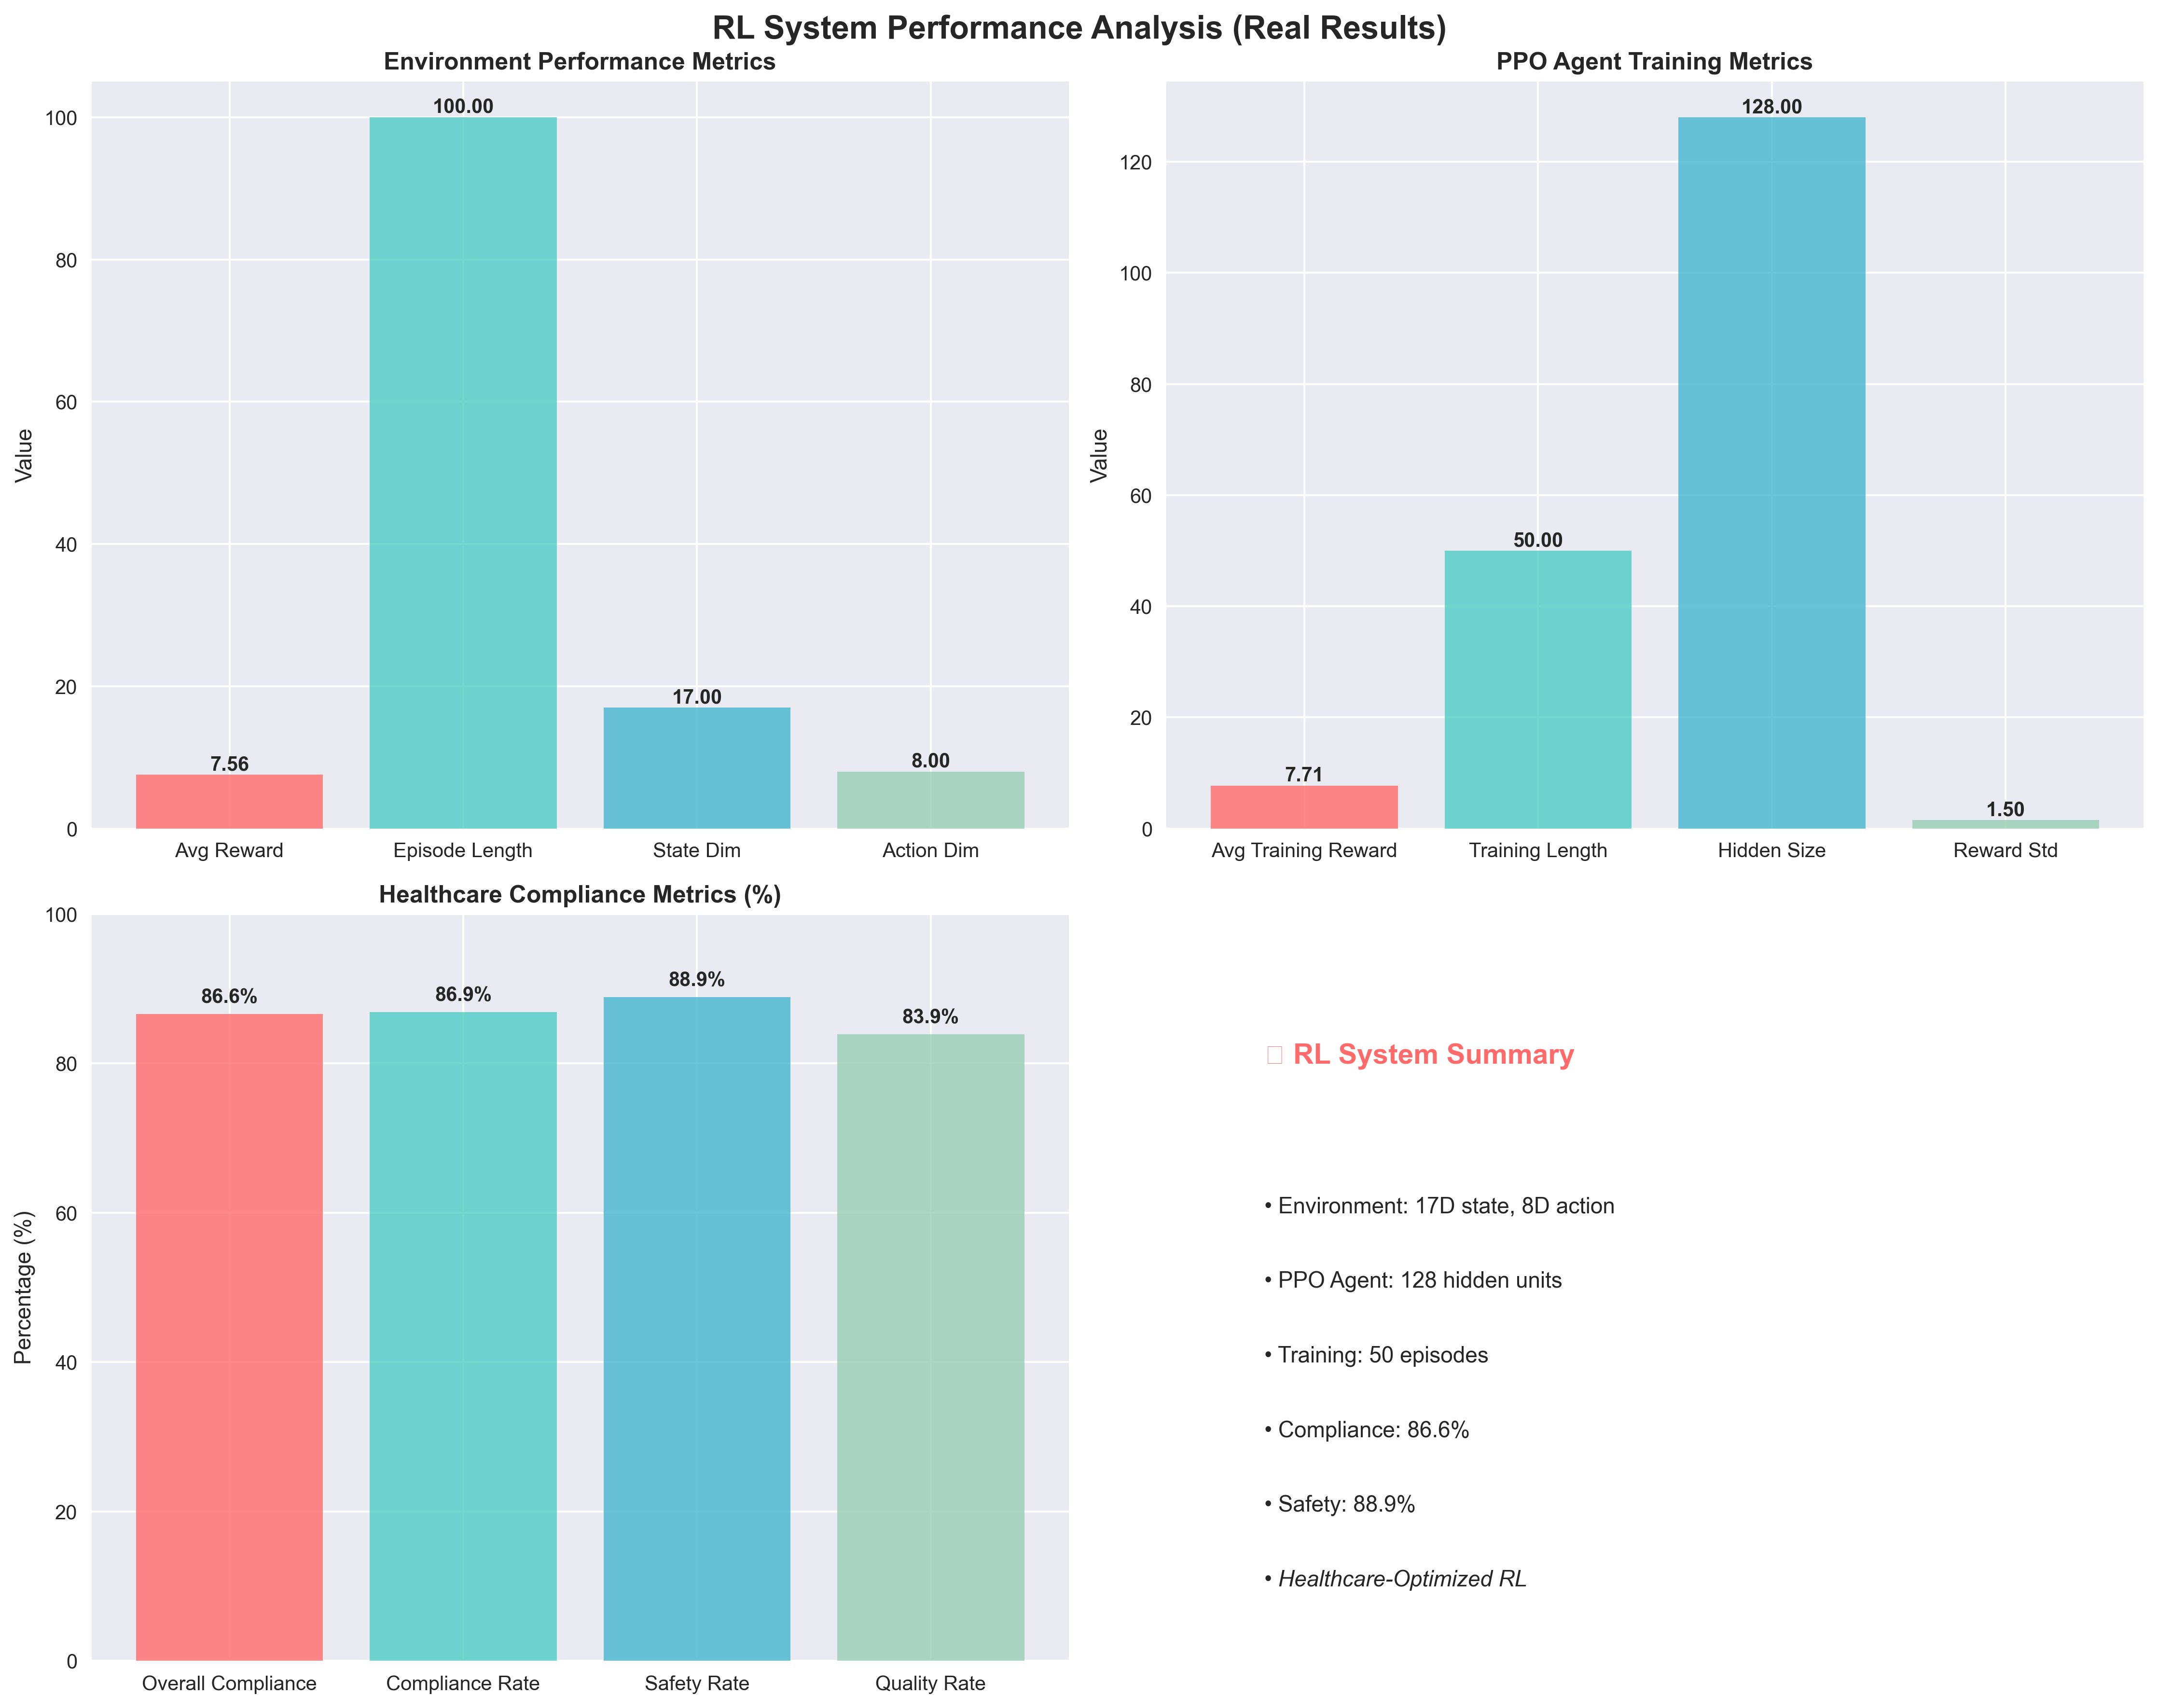 RL System Performance Analysis (Real Results)
Environment Performance Metrics
Value
100
80
60
40
20
0
7.56
100.00
17.00
8.00
Avg Reward
Episode Length
State Dim
Action Dim
PPO Agent Training Metrics
Value
120
100
80
60
40
20
0
7.71
50.00
128.00
1.50
Avg Training Reward
Training Length
Hidden Size
Reward Std
Healthcare Compliance Metrics (%)
Percentage (%)
100
80
60
40
20
0
86.6%
86.9%
88.9%
83.9%
Overall Compliance
Compliance Rate
Safety Rate
Quality Rate
RL System Summary
• Environment: 17D state, 8D action
• PPO Agent: 128 hidden units
• Training: 50 episodes
• Compliance: 86.6%
• Safety: 88.9%
• Healthcare-Optimized RL